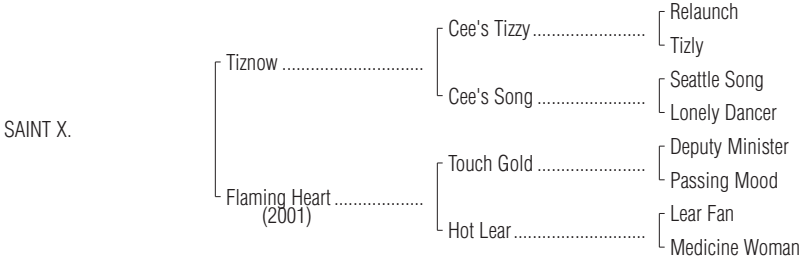 Relaunch
Cee's Tizzy........................
Tizly
Tiznow ..............................
Seattle Song
Cee's Song .......................
Lonely Dancer
SAINT X.
Deputy Minister
Touch Gold .......................
Passing Mood
Flaming Heart ...................
(2001)
Lear Fan
Hot Lear............................
Medicine Woman